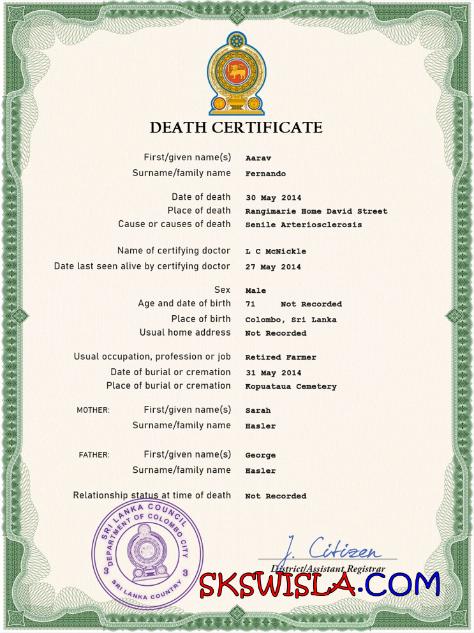 DEATH CERTIFICATE
First/given name(s) Aarav
Surname/family name Fernando
Date of death 30 May 2014
Place of death Rangimarie Home David Street
Cause or causes of death Senile Arteriosclerosis
Name of certifying doctor L C McNickle
Date last seen alive by certifying doctor 27 May 2014
Sex Male
Age and date of birth 71 Not Recorded
Place of birth Colombo, Sri Lanka
Usual home address Not Recorded
Usual occupation, profession or job Retired Farmer
Date of burial or cremation 31 May 2014
Place of burial or cremation Kopuataua Cemetery
MOTHER: First/given name(s) Sarah
Surname/family name Hasler
FATHER: First/given name(s) George
Surname/family name Hasler
Relationship status at time of death Not Recorded
SRI LANKA COUNCIL
DEPARTMENT OF COLOMBO CITY
3 3
SRI LANKA COUNTRY
J. Citizen
District/Assistant Registrar
SKSWISLA.COM